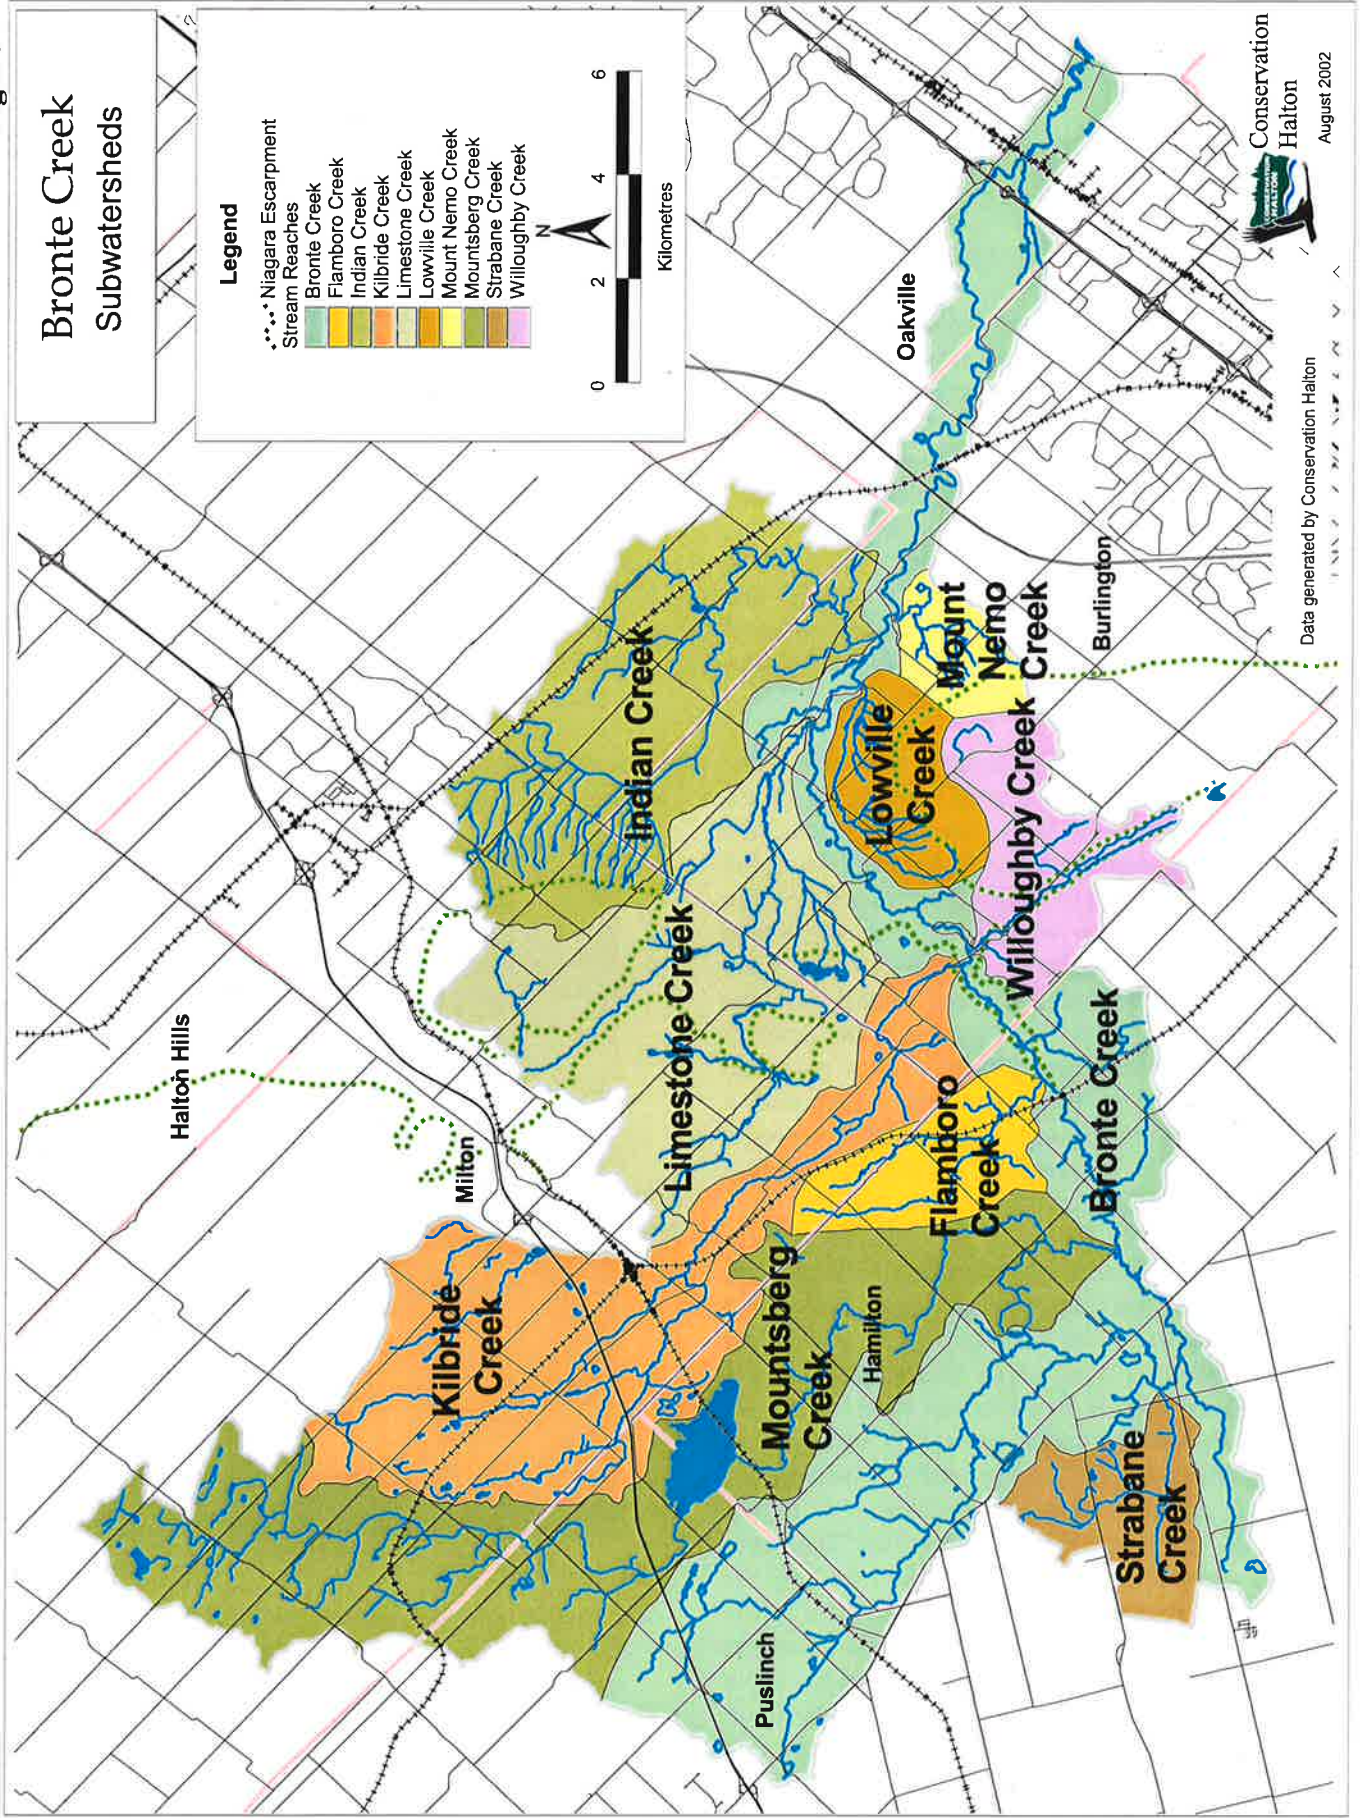 Bronte Creek
Subwatersheds
Legend
Niagara Escarpment
Stream Reaches
Bronte Creek
Flamboro Creek
Indian Creek
Kilbride Creek
Limestone Creek
Lowville Creek
Mount Nemo Creek
Mountsberg Creek
Strabane Creek
Willoughby Creek
N
0 2 4 6
Kilometres
Halton Hills
Milton
Oakville
Burlington
Hamilton
Puslinch
Kilbride
Creek
Limestone Creek
Indian Creek
Mountsberg
Creek
Flamboro
Creek
Lowville
Creek
Mount
Nemo
Creek
Willoughby Creek
Bronte Creek
Strabane
Creek
CONSERVATION
HALTON
Conservation
Halton
August 2002
Data generated by Conservation Halton